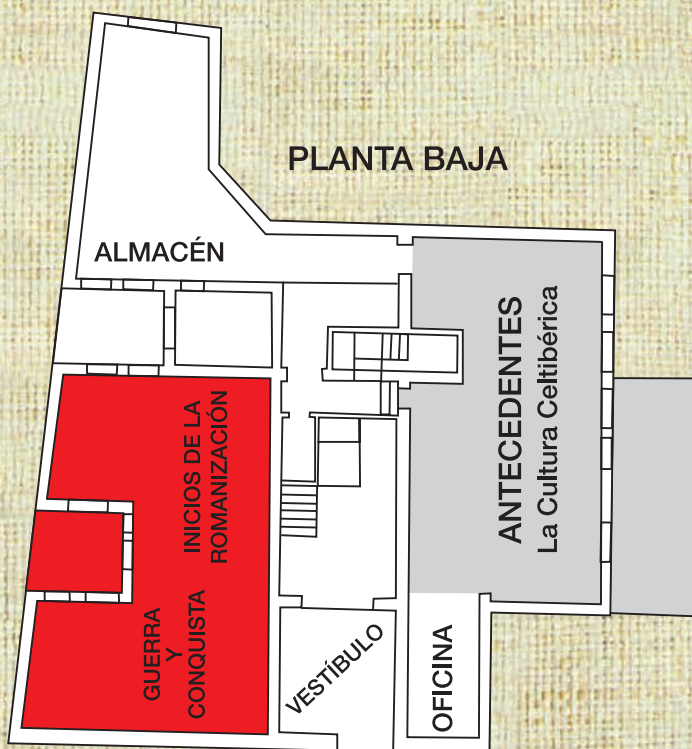 PLANTA BAJA
ALMACÉN
ANTECEDENTES
La Cultura Celtibérica
INICIOS DE LA
ROMANIZACIÓN
GUERRA
Y
CONQUISTA
VESTÍBULO
OFICINA